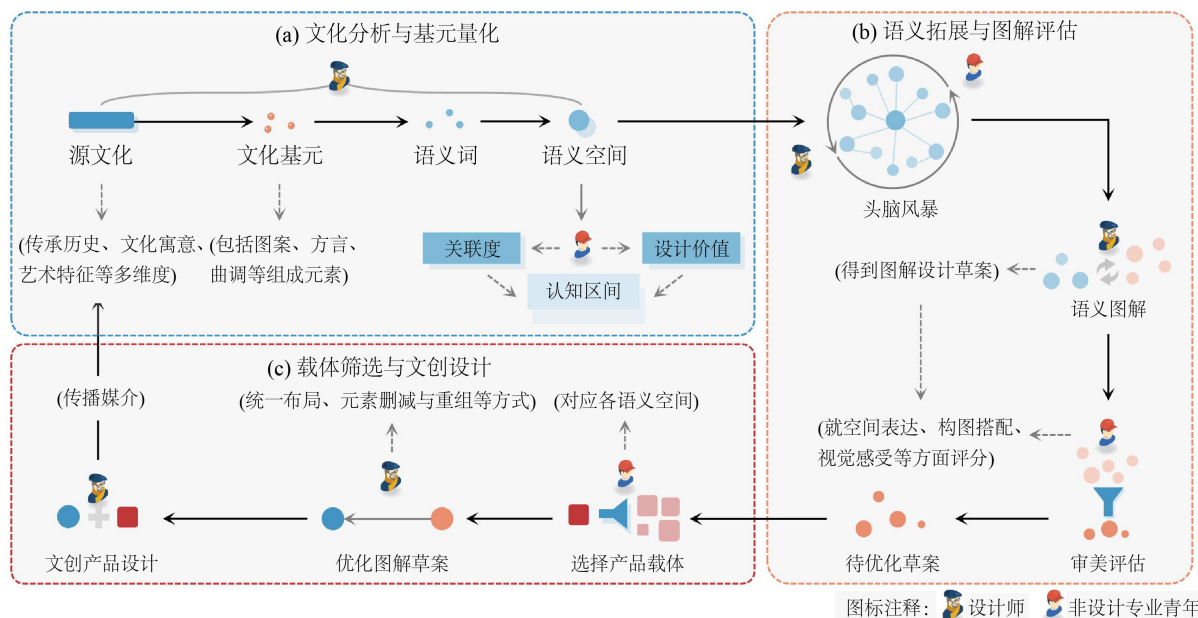 (a) 文化分析与基元量化
源文化
文化基元
语义词
语义空间
(传承历史、文化寓意、
艺术特征等多维度)
(包括图案、方言、
曲调等组成元素)
关联度
设计价值
认知区间
(b) 语义拓展与图解评估
头脑风暴
(得到图解设计草案)
语义图解
(就空间表达、构图搭配、
视觉感受等方面评分)
待优化草案
审美评估
(c) 载体筛选与文创设计
(传播媒介)
(统一布局、元素删减与重组等方式)
(对应各语义空间)
文创产品设计
优化图解草案
选择产品载体
图标注释:
设计师
非设计专业青年